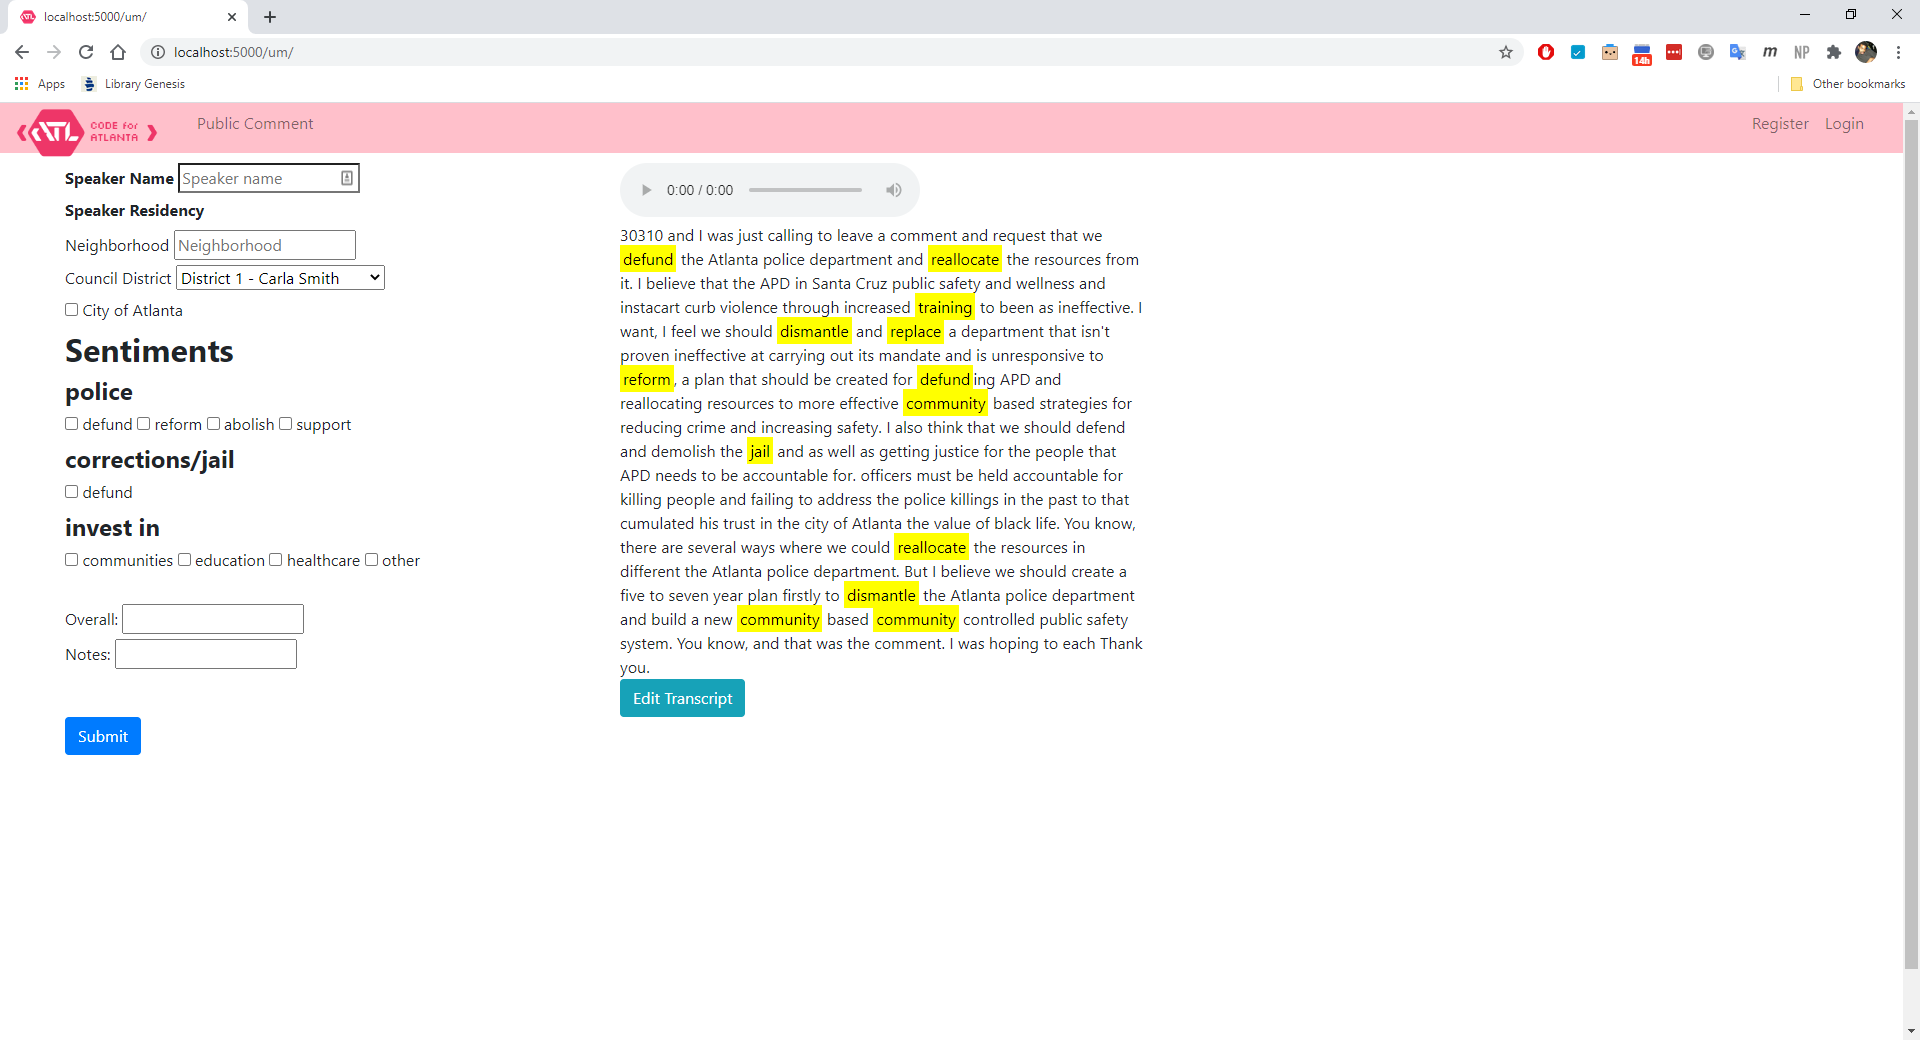 localhost:5000/um/
localhost:5000/um/
14h
m
NP
Apps
Library Genesis
Other bookmarks
ATL
CODE for
ATLANTA
Public Comment
Register
Login
Speaker Name Speaker name
Speaker Residency
Neighborhood Neighborhood
Council District District 1 - Carla Smith
City of Atlanta
Sentiments
police
defund reform abolish support
corrections/jail
defund
invest in
communities education healthcare other
Overall:
Notes:
Submit
0:00 / 0:00
30310 and I was just calling to leave a comment and request that we
defund the Atlanta police department and reallocate the resources from
it. I believe that the APD in Santa Cruz public safety and wellness and
instacart curb violence through increased training to been as ineffective. I
want, I feel we should dismantle and replace a department that isn't
proven ineffective at carrying out its mandate and is unresponsive to
reform, a plan that should be created for defunding APD and
reallocating resources to more effective community based strategies for
reducing crime and increasing safety. I also think that we should defend
and demolish the jail and as well as getting justice for the people that
APD needs to be accountable for. officers must be held accountable for
killing people and failing to address the police killings in the past to that
cumulated his trust in the city of Atlanta the value of black life. You know,
there are several ways where we could reallocate the resources in
different the Atlanta police department. But I believe we should create a
five to seven year plan firstly to dismantle the Atlanta police department
and build a new community based community controlled public safety
system. You know, and that was the comment. I was hoping to each Thank
you.
Edit Transcript